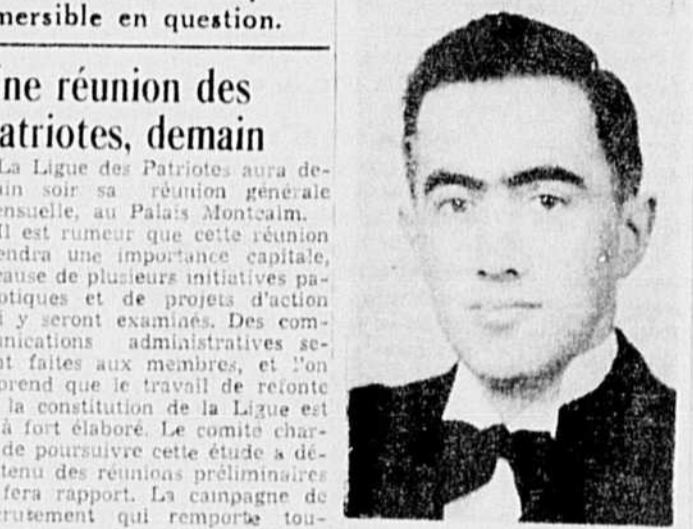 mersible en question.
ne réunion des
atriotes, demain
La Ligue des Patriotes aura de-
ain soir sa réunion générale
ensuelle, au Palais Montcalm.
Il est rumeur que cette réunion
endra une importance capitale,
cause de plusieurs initiatives pa-
otiques et de projets d'action
i y seront examinés. Des com-
unications administratives se-
nt faites aux membres, et l'on
prend que le travail de refonte
la constitution de la Ligue est
à fort élaboré. Le comité char-
de poursuivre cette étude a dé-
tenu des réunions préliminaires
fera rapport. La campagne de
crutement qui remporte tou-